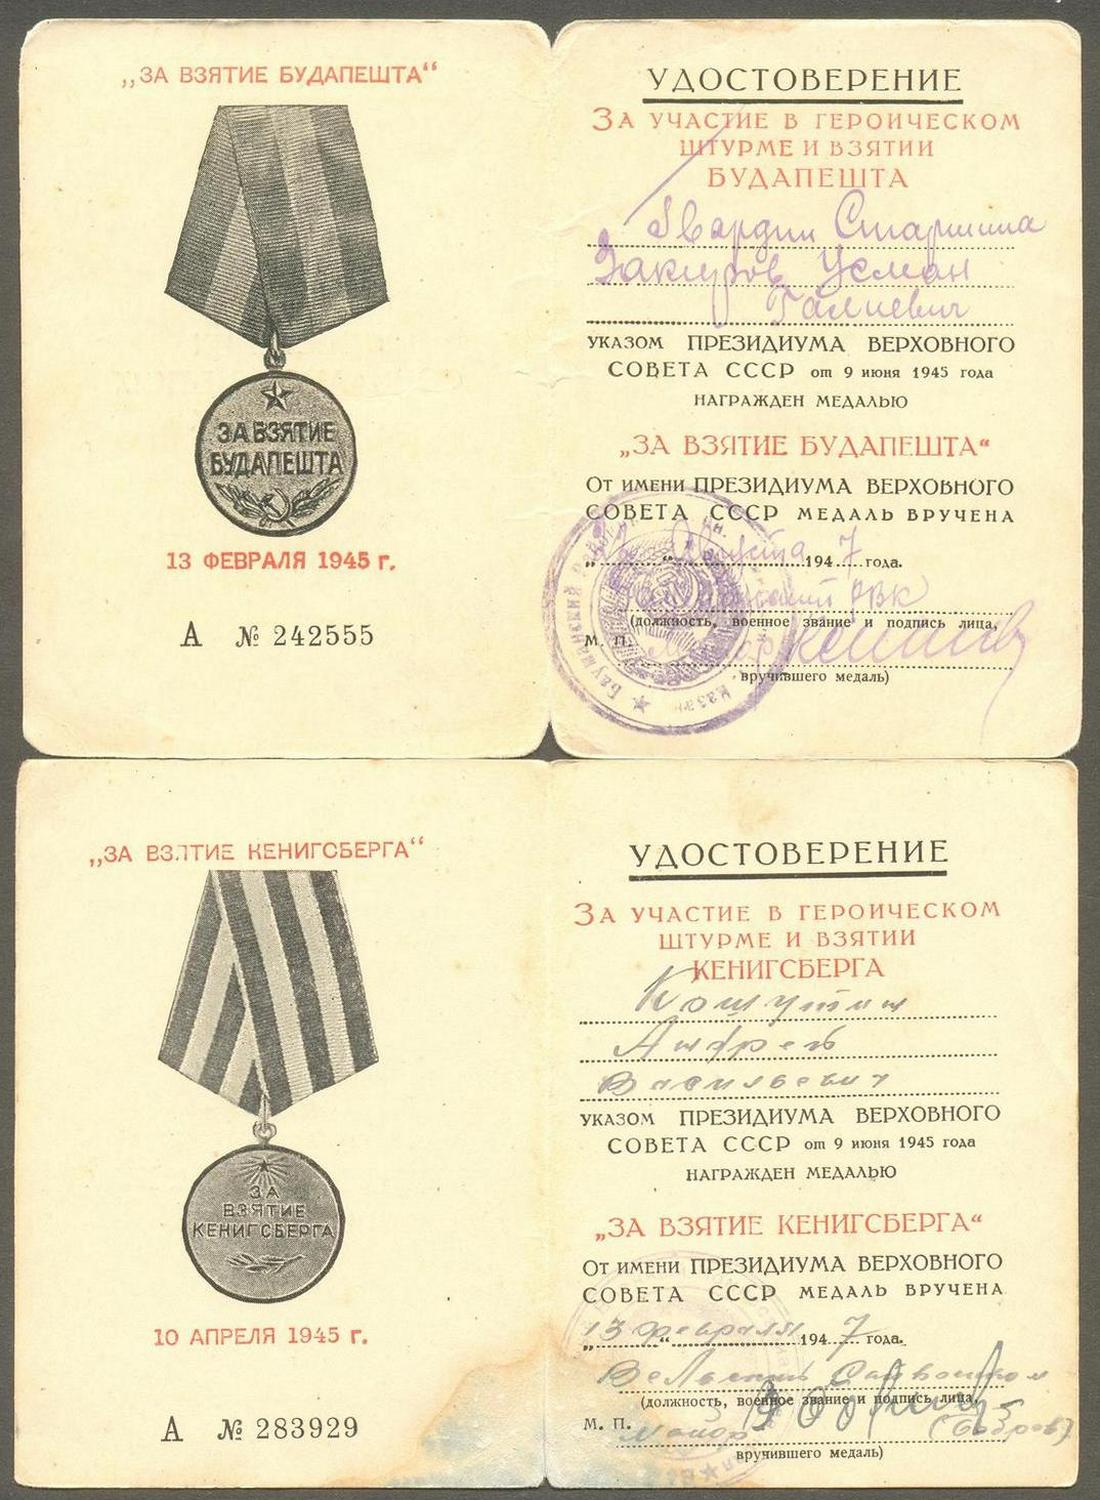 „ЗА ВЗЯТИЕ БУДАПЕШТА“
ЗА ВЗЯТИЕ
БУДАПЕШТА
13 ФЕВРАЛЯ 1945 г.
А № 242555
УДОСТОВЕРЕНИЕ
ЗА УЧАСТИЕ В ГЕРОИЧЕСКОМ
ШТУРМЕ И ВЗЯТИИ
БУДАПЕШТА
Гвардии Старшина
Закиров Усман
Галиевич
УКАЗОМ ПРЕЗИДИУМА ВЕРХОВНОГО
СОВЕТА СССР от 9 июня 1945 года
НАГРАЖДЕН МЕДАЛЬЮ
„ЗА ВЗЯТИЕ БУДАПЕШТА“
ОТ ИМЕНИ ПРЕЗИДИУМА ВЕРХОВНОГО
СОВЕТА СССР МЕДАЛЬ ВРУЧЕНА
Августа 1947 года.
РВК
(должность, военное звание и подпись лица,
М. П.
вручившего медаль)
„ЗА ВЗЯТИЕ КЕНИГСБЕРГА“
ЗА
ВЗЯТИЕ
КЕНИГСБЕРГА
10 АПРЕЛЯ 1945 г.
А № 283929
УДОСТОВЕРЕНИЕ
ЗА УЧАСТИЕ В ГЕРОИЧЕСКОМ
ШТУРМЕ И ВЗЯТИИ
КЕНИГСБЕРГА
Кошутин
Андрей
Васильевич
УКАЗОМ ПРЕЗИДИУМА ВЕРХОВНОГО
СОВЕТА СССР от 9 июня 1945 года
НАГРАЖДЕН МЕДАЛЬЮ
„ЗА ВЗЯТИЕ КЕНИГСБЕРГА“
ОТ ИМЕНИ ПРЕЗИДИУМА ВЕРХОВНОГО
СОВЕТА СССР МЕДАЛЬ ВРУЧЕНА
„13“ февраля 1947 года.
(должность, военное звание и подпись лица,
М. П. майор (Бобров)
вручившего медаль)